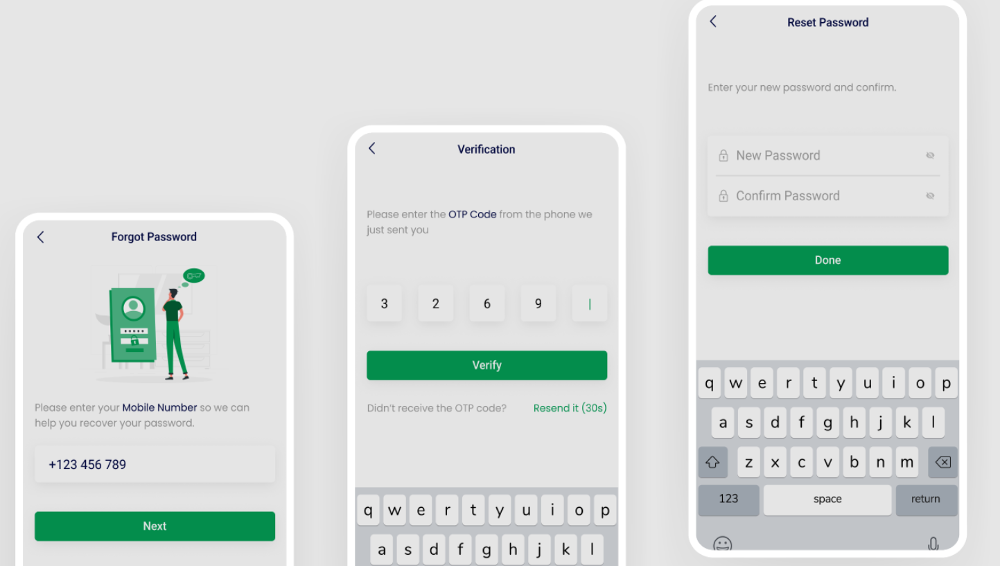 Forgot Password
Please enter your Mobile Number so we can
help you recover your password.
+123 456 789
Next
Verification
Please enter the OTP Code from the phone we
just sent you
3 2 6 9
Verify
Didn't receive the OTP code? Resend it (30s)
q w e r t y u i o p
a s d f g h j k l
Reset Password
Enter your new password and confirm.
New Password
Confirm Password
Done
q w e r t y u i o p
a s d f g h j k l
z x c v b n m
123 space return